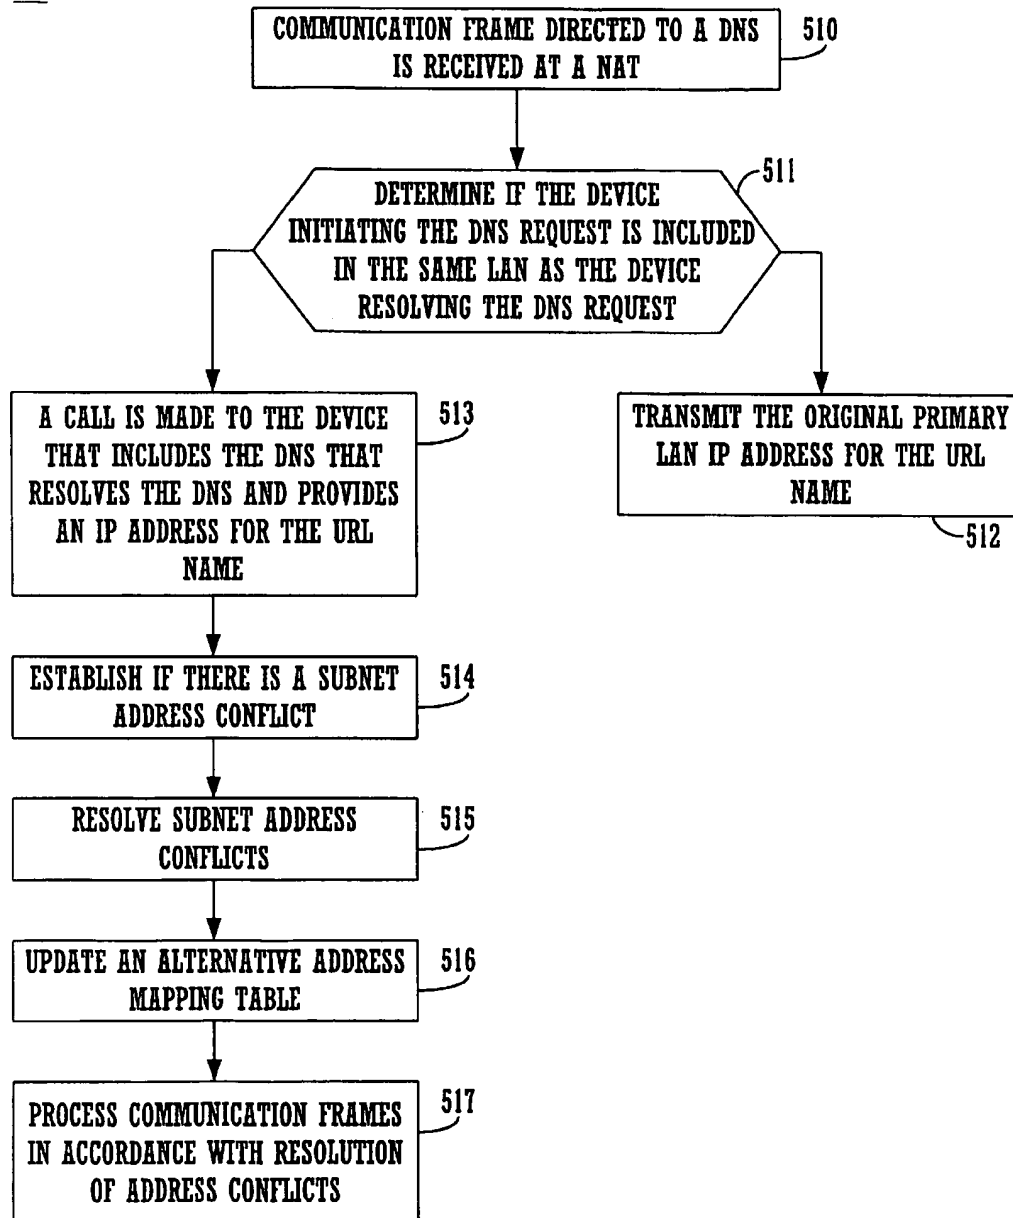 COMMUNICATION FRAME DIRECTED TO A DNS
IS RECEIVED AT A NAT
510
DETERMINE IF THE DEVICE
INITIATING THE DNS REQUEST IS INCLUDED
IN THE SAME LAN AS THE DEVICE
RESOLVING THE DNS REQUEST
511
A CALL IS MADE TO THE DEVICE
THAT INCLUDES THE DNS THAT
RESOLVES THE DNS AND PROVIDES
AN IP ADDRESS FOR THE URL
NAME
513
TRANSMIT THE ORIGINAL PRIMARY
LAN IP ADDRESS FOR THE URL
NAME
512
ESTABLISH IF THERE IS A SUBNET
ADDRESS CONFLICT
514
RESOLVE SUBNET ADDRESS
CONFLICTS
515
UPDATE AN ALTERNATIVE ADDRESS
MAPPING TABLE
516
PROCESS COMMUNICATION FRAMES
IN ACCORDANCE WITH RESOLUTION
OF ADDRESS CONFLICTS
517